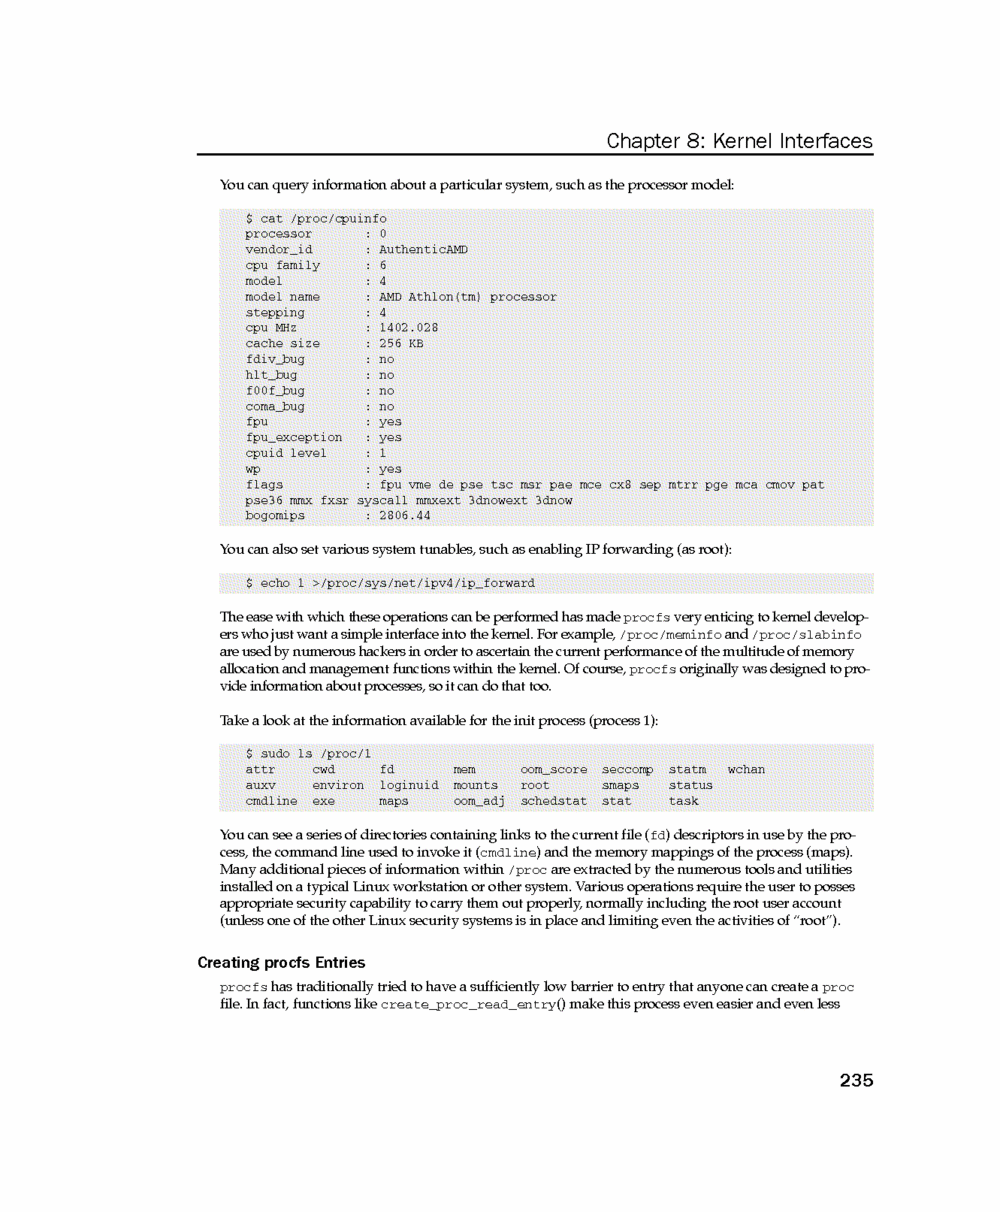 Chapter 8: Kernel Interfaces
You can query information about a particular system, such as the processor model:
$ cat /proc/cpuinfo
processor : 0
vendor_id : AuthenticAMD
cpu family : 6
model : 4
model name : AMD Athlon(tm) processor
stepping : 4
cpu MHz : 1402.028
cache size : 256 KB
fdiv_bug : no
hlt_bug : no
f00f_bug : no
coma_bug : no
fpu : yes
fpu_exception : yes
cpuid level : 1
wp : yes
flags : fpu vme de pse tsc msr pae mce cx8 sep mtrr pge mca cmov pat
pse36 mmx fxsr syscall mmxext 3dnowext 3dnow
bogomips : 2806.44
You can also set various system tunables, such as enabling IP forwarding (as root):
$ echo 1 >/proc/sys/net/ipv4/ip_forward
The ease with which these operations can be performed has made procfs very enticing to kernel develop-
ers who just want a simple interface into the kernel. For example, /proc/meminfo and /proc/slabinfo
are used by numerous hackers in order to ascertain the current performance of the multitude of memory
allocation and management functions within the kernel. Of course, procfs originally was designed to pro-
vide information about processes, so it can do that too.
Take a look at the information available for the init process (process 1):
$ sudo ls /proc/1
attr cwd fd mem oom_score seccomp statm wchan
auxv environ loginuid mounts root smaps status
cmdline exe maps oom_adj schedstat stat task
You can see a series of directories containing links to the current file (fd) descriptors in use by the pro-
cess, the command line used to invoke it (cmdline) and the memory mappings of the process (maps).
Many additional pieces of information within /proc are extracted by the numerous tools and utilities
installed on a typical Linux workstation or other system. Various operations require the user to posses
appropriate security capability to carry them out properly, normally including the root user account
(unless one of the other Linux security systems is in place and limiting even the activities of “root”).
Creating procfs Entries
procfs has traditionally tried to have a sufficiently low barrier to entry that anyone can create a proc
file. In fact, functions like create_proc_read_entry() make this process even easier and even less
235